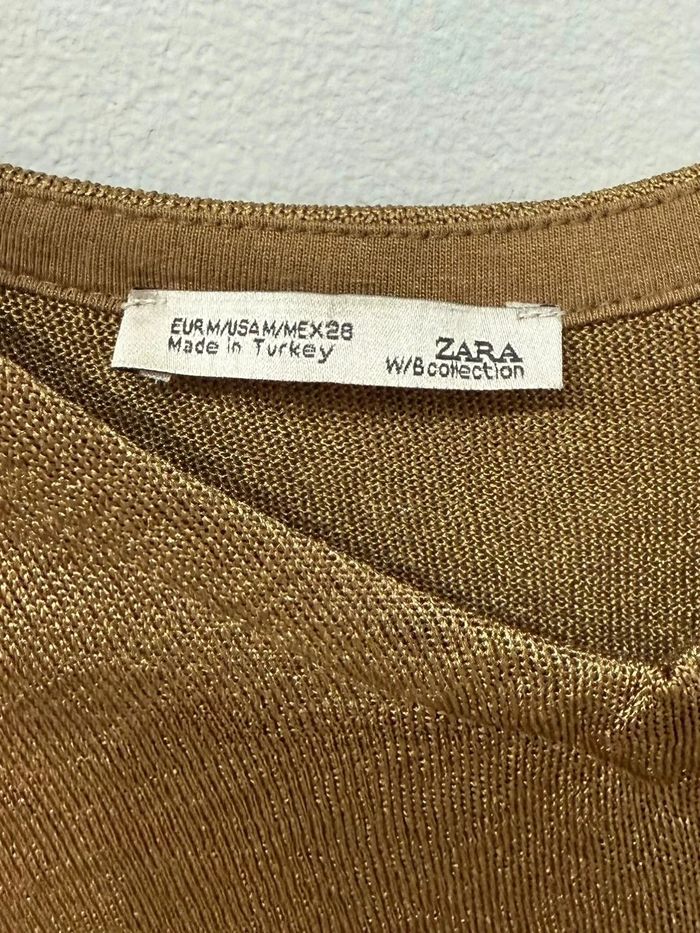 EUR M/USA M/MEX 28
Made in Turkey
ZARA
W/B collection